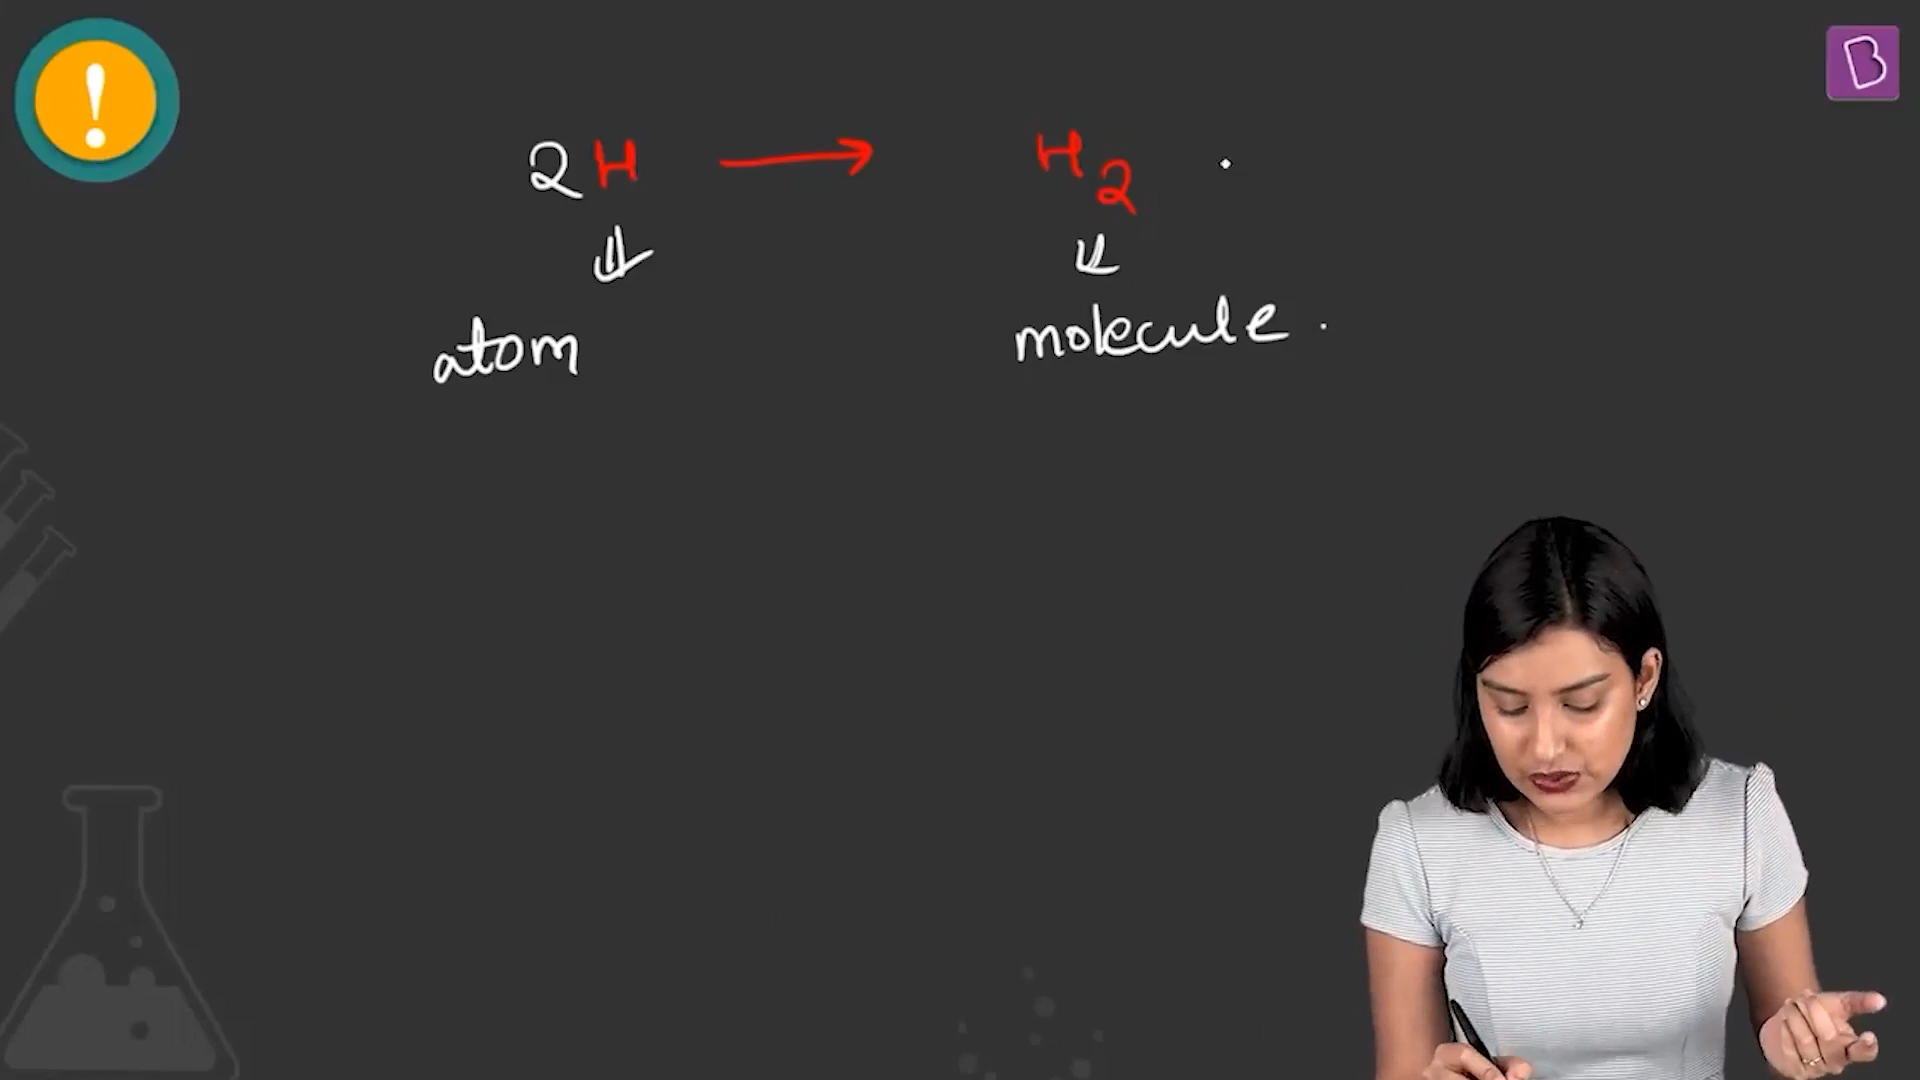 2H → H₂
⇓ ⇓
atom molecule.
!
B